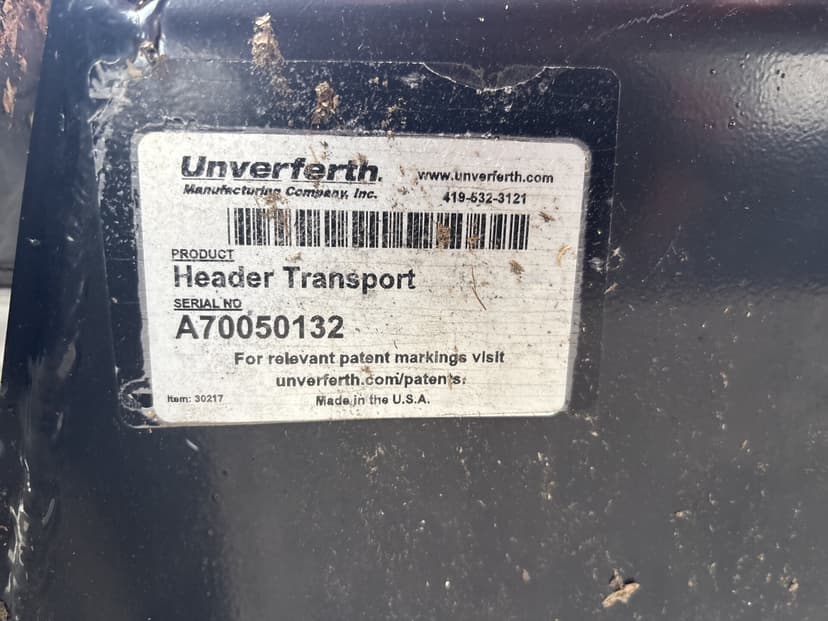 Unverferth.
Manufacturing Company, Inc.
www.unverferth.com
419-532-3121
PRODUCT
Header Transport
SERIAL NO
A70050132
For relevant patent markings visit
unverferth.com/patents.
Item: 30217
Made in the U.S.A.